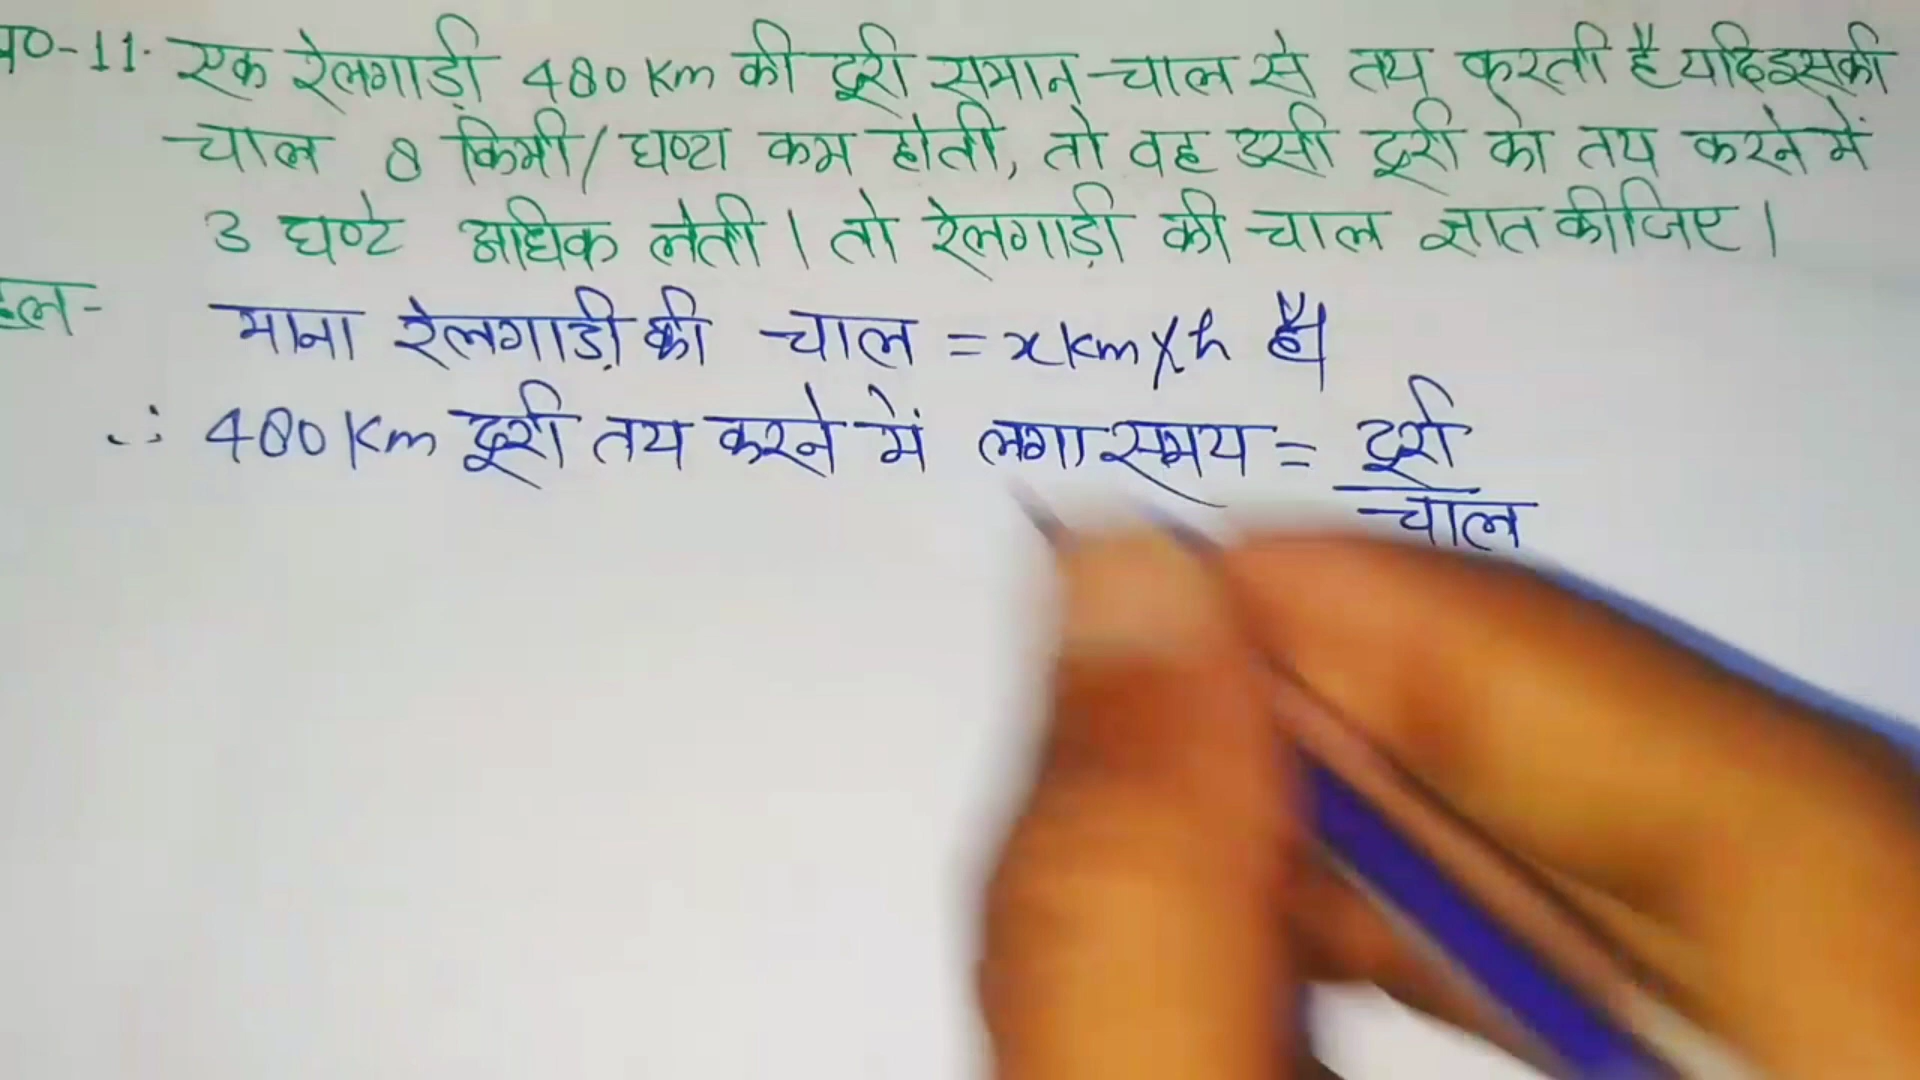 प्र०-11. एक रेलगाड़ी 480 km की दूरी समान चाल से तय करती है यदि इसकी
चाल 8 किमी/घण्टा कम होती, तो वह उसी दूरी को तय करने में
3 घण्टे अधिक लेती। तो रेलगाड़ी की चाल ज्ञात कीजिए।
हल- माना रेलगाड़ी की चाल = x km/h है।
∴ 480 km दूरी तय करने में लगा समय = दूरी
चाल